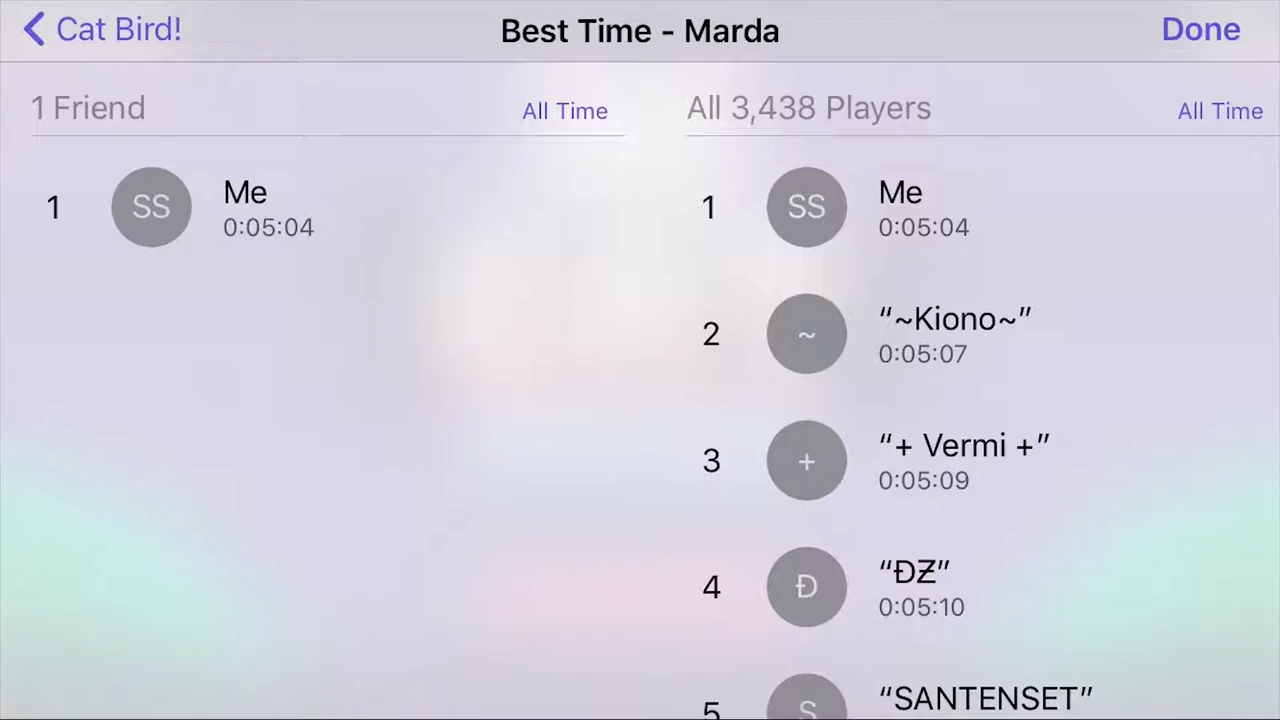 Cat Bird!
Best Time - Marda
Done
1 Friend
All Time
1
SS
Me
0:05:04
All 3,438 Players
All Time
1
SS
Me
0:05:04
2
~
“~Kiono~”
0:05:07
3
+
“+ Vermi +”
0:05:09
4
Đ
“ĐƵ”
0:05:10
5
S
“SANTENSET”